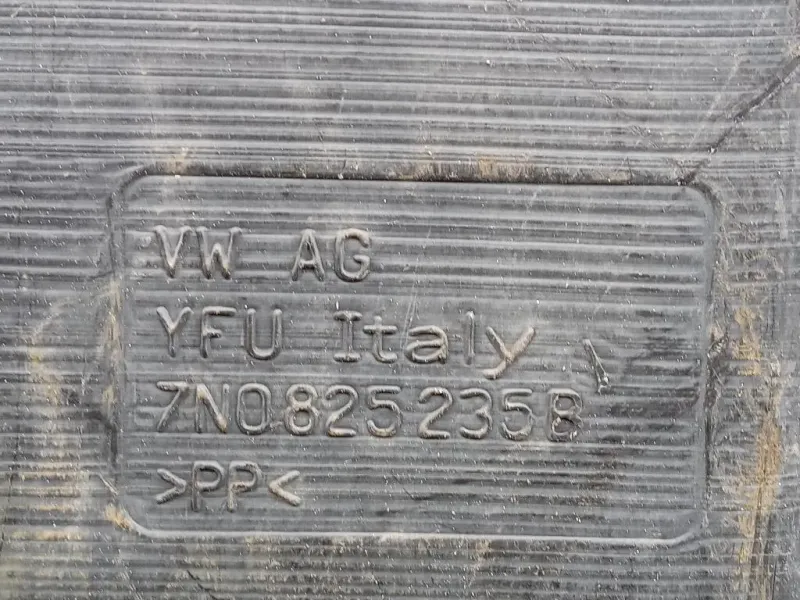 VW AG
YFU Italy
7N0825235B
>PP<